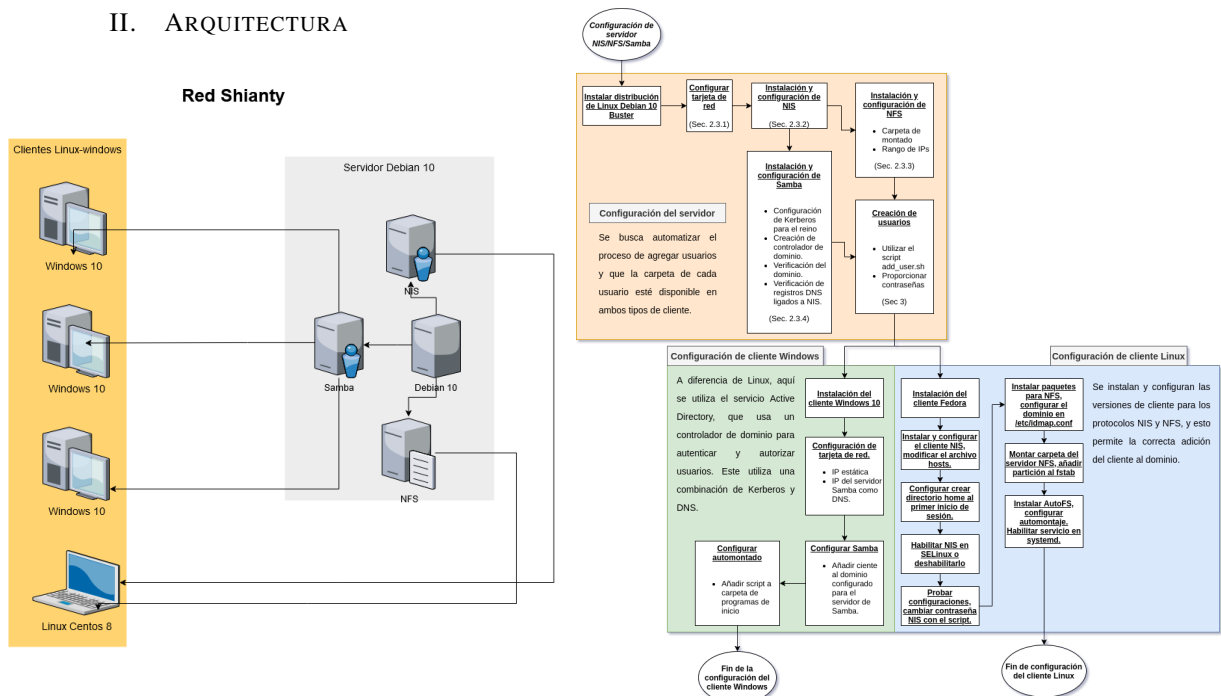 II. ARQUITECTURA
Red Shianty
Clientes Linux-windows
Windows 10
Windows 10
Windows 10
Linux Centos 8
Servidor Debian 10
NIS
Samba
Debian 10
NFS
Configuración de
servidor
NIS/NFS/Samba
Instalar distribución
de Linux Debian 10
Buster
Configurar
tarjeta de
red
(Sec. 2.3.1)
Instalación y
configuración de
NIS
(Sec. 2.3.2)
Instalación y
configuración de
NFS
• Carpeta de
montado
• Rango de IPs
(Sec. 2.3.3)
Instalación y
configuración de
Samba
• Configuración
de Kerberos
para el reino
• Creación de
controlador de
dominio.
• Verificación del
dominio.
• Verificación de
registros DNS
ligados a NIS.
(Sec. 2.3.4)
Creación de
usuarios
• Utilizar el
script
add_user.sh
• Proporcionar
contraseñas
(Sec 3)
Configuración del servidor
Se busca automatizar el
proceso de agregar usuarios
y que la carpeta de cada
usuario esté disponible en
ambos tipos de cliente.
Configuración de cliente Windows
A diferencia de Linux, aquí
se utiliza el servicio Active
Directory, que usa un
controlador de dominio para
autenticar y autorizar
usuarios. Este utiliza una
combinación de Kerberos y
DNS.
Instalación del
cliente Windows 10
Configuración de
tarjeta de red.
• IP estática
• IP del servidor
Samba como
DNS.
Configurar Samba
• Añadir ciente
al dominio
configurado
para el
servidor de
Samba.
Configurar
automontado
• Añadir script a
carpeta de
programas de
inicio
Fin de la
configuración del
cliente Windows
Configuración de cliente Linux
Instalación del
cliente Fedora
Instalar y configurar
el cliente NIS,
modificar el archivo
hosts.
Configurar crear
directorio home al
primer inicio de
sesión.
Habilitar NIS en
SELinux o
deshabilitarlo
Probar
configuraciones,
cambiar contraseña
NIS con el script.
Instalar paquetes
para NFS,
configurar el
dominio en
/etc/idmap.conf
Montar carpeta del
servidor NFS, añadir
partición al fstab
Instalar AutoFS,
configurar
automontaje.
Habilitar servicio en
systemd.
Se instalan y configuran las
versiones de cliente para los
protocolos NIS y NFS, y esto
permite la correcta adición
del cliente al dominio.
Fin de configuración
del cliente Linux